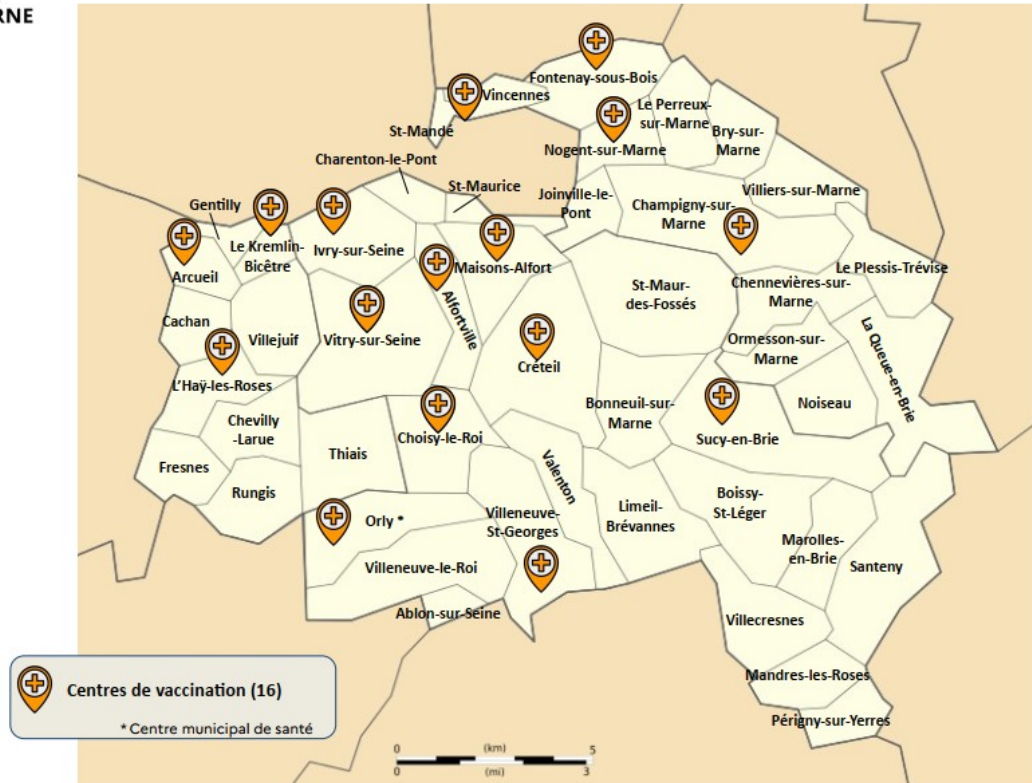 RNE
Fontenay-sous-Bois
Vincennes
Le Perreux-
sur-Marne
St-Mandé
Bry-sur-
Marne
Nogent-sur-Marne
Charenton-le-Pont
St-Maurice
Joinville-le-
Pont
Villiers-sur-Marne
Gentilly
Champigny-sur-
Marne
Le Kremlin-
Bicêtre
Ivry-sur-Seine
Maisons-Alfort
Arcueil
Le Plessis-Trévise
St-Maur-
des-Fossés
Chennevières-sur-
Marne
Cachan
Villejuif
Vitry-sur-Seine
Alfortville
Créteil
Ormesson-sur-
Marne
La Queue-en-Brie
L'Haÿ-les-Roses
Chevilly
-Larue
Choisy-le-Roi
Bonneuil-sur-
Marne
Sucy-en-Brie
Noiseau
Fresnes
Thiais
Rungis
Valenton
Orly *
Villeneuve-
St-Georges
Limeil-
Brévannes
Boissy-
St-Léger
Marolles-
en-Brie
Santeny
Villeneuve-le-Roi
Ablon-sur-Seine
Villecresnes
Mandres-les-Roses
Périgny-sur-Yerres
Centres de vaccination (16)
* Centre municipal de santé
0 (km) 5
0 (mi) 3